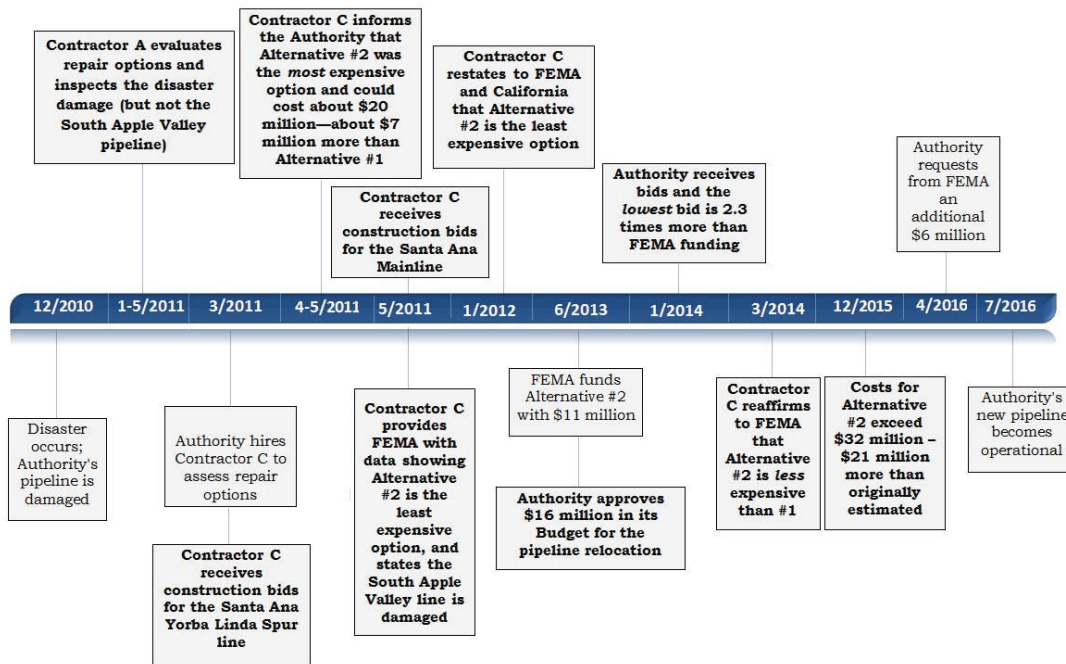 Contractor A evaluates
repair options and
inspects the disaster
damage (but not the
South Apple Valley
pipeline)
Contractor C informs
the Authority that
Alternative #2 was
the most expensive
option and could
cost about $20
million—about $7
million more than
Alternative #1
Contractor C
receives
construction bids
for the Santa Ana
Mainline
Contractor C
restates to FEMA
and California
that Alternative
#2 is the least
expensive option
Authority receives
bids and the
lowest bid is 2.3
times more than
FEMA funding
Authority
requests
from FEMA
an
additional
$6 million
12/2010 1-5/2011 3/2011 4-5/2011 5/2011 1/2012 6/2013 1/2014 3/2014 12/2015 4/2016 7/2016
Disaster
occurs;
Authority's
pipeline is
damaged
Authority hires
Contractor C to
assess repair
options
Contractor C
receives
construction bids
for the Santa Ana
Yorba Linda Spur
line
Contractor C
provides
FEMA with
data showing
Alternative
#2 is the
least
expensive
option, and
states the
South Apple
Valley line is
damaged
FEMA funds
Alternative #2
with $11 million
Authority approves
$16 million in its
Budget for the
pipeline relocation
Contractor
C reaffirms
to FEMA
that
Alternative
#2 is less
expensive
than #1
Costs for
Alternative
#2 exceed
$32 million –
$21 million
more than
originally
estimated
Authority's
new pipeline
becomes
operational